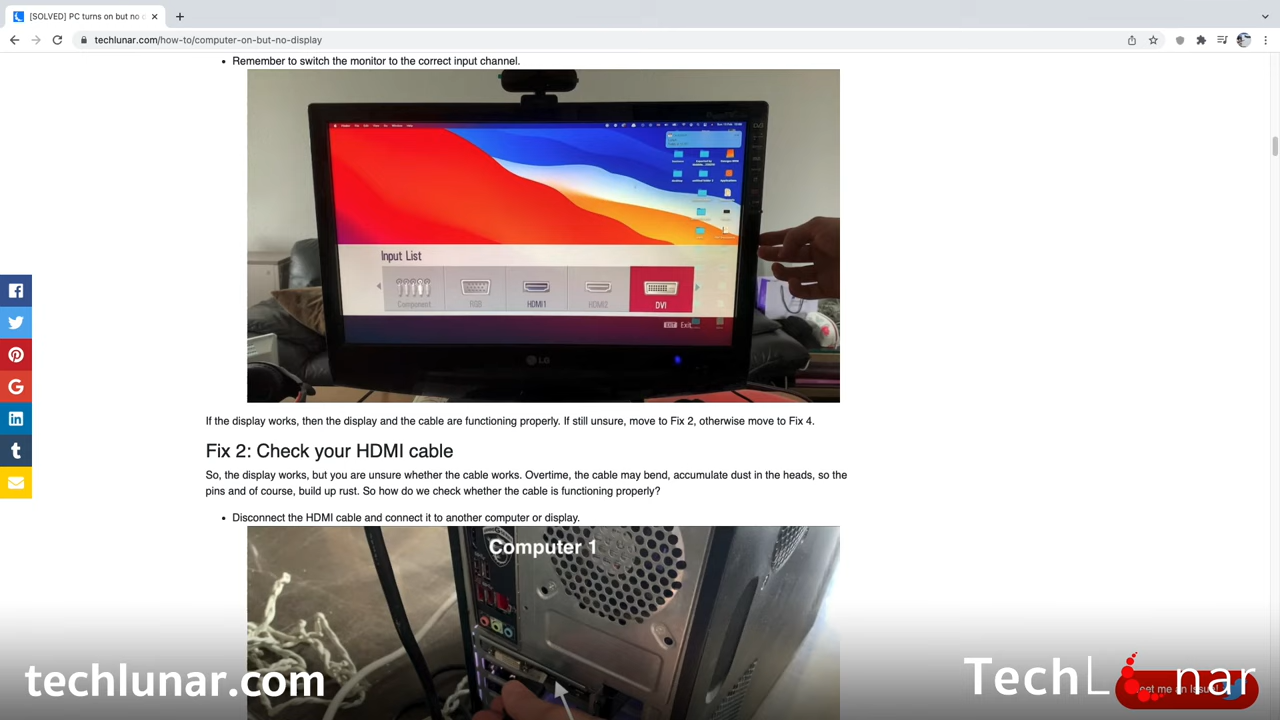 [SOLVED] PC turns on but no
techlunar.com/how-to/computer-on-but-no-display
Remember to switch the monitor to the correct input channel.
Input List
Component
RGB
HDMI1
HDMI2
DVI
EXIT Exit
LG
If the display works, then the display and the cable are functioning properly. If still unsure, move to Fix 2, otherwise move to Fix 4.
Fix 2: Check your HDMI cable
So, the display works, but you are unsure whether the cable works. Overtime, the cable may bend, accumulate dust in the heads, so the
pins and of course, build up rust. So how do we check whether the cable is functioning properly?
Disconnect the HDMI cable and connect it to another computer or display.
Computer 1
techlunar.com
TechLunar